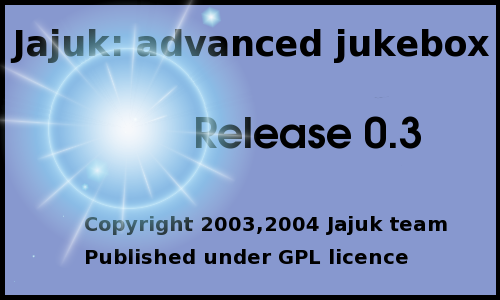 Jajuk: advanced jukebox
Release 0.3
Copyright 2003,2004 Jajuk team
Published under GPL licence